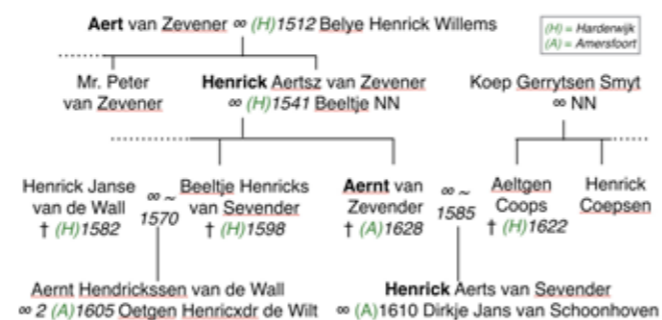 Aert van Zevener ∞ (H)1512 Belye Henrick Willems
(H) = Harderwijk
(A) = Amersfoort
Mr. Peter
van Zevener
Henrick Aertsz van Zevener
∞ (H)1541 Beeltje NN
Koep Gerrytsen Smyt
∞ NN
Henrick Janse
van de Wall
† (H)1582
∞ ~
1570
Beeltje Henricks
van Sevender
† (H)1598
Aernt van
Zevender
† (A)1628
∞ ~
1585
Aeltgen
Coops
† (H)1622
Henrick
Coepsen
Aernt Hendrickssen van de Wall
∞ 2 (A)1605 Oetgen Henricxdr de Wilt
Henrick Aerts van Sevender
∞ (A)1610 Dirkje Jans van Schoonhoven